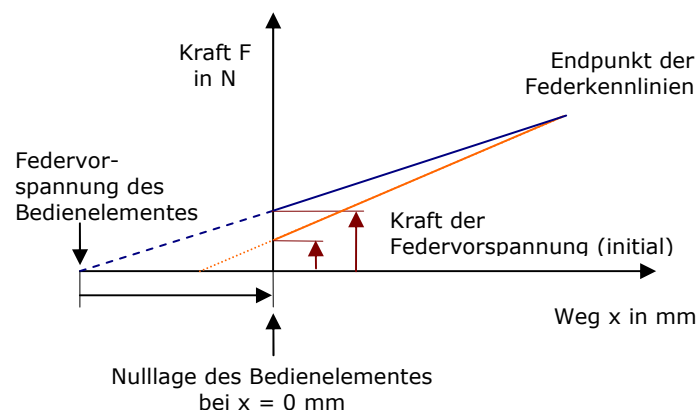 Kraft F
in N
Endpunkt der
Federkennlinien
Federvor-
spannung des
Bedienelementes
Kraft der
Federvorspannung (initial)
Weg x in mm
Nulllage des Bedienelementes
bei x = 0 mm